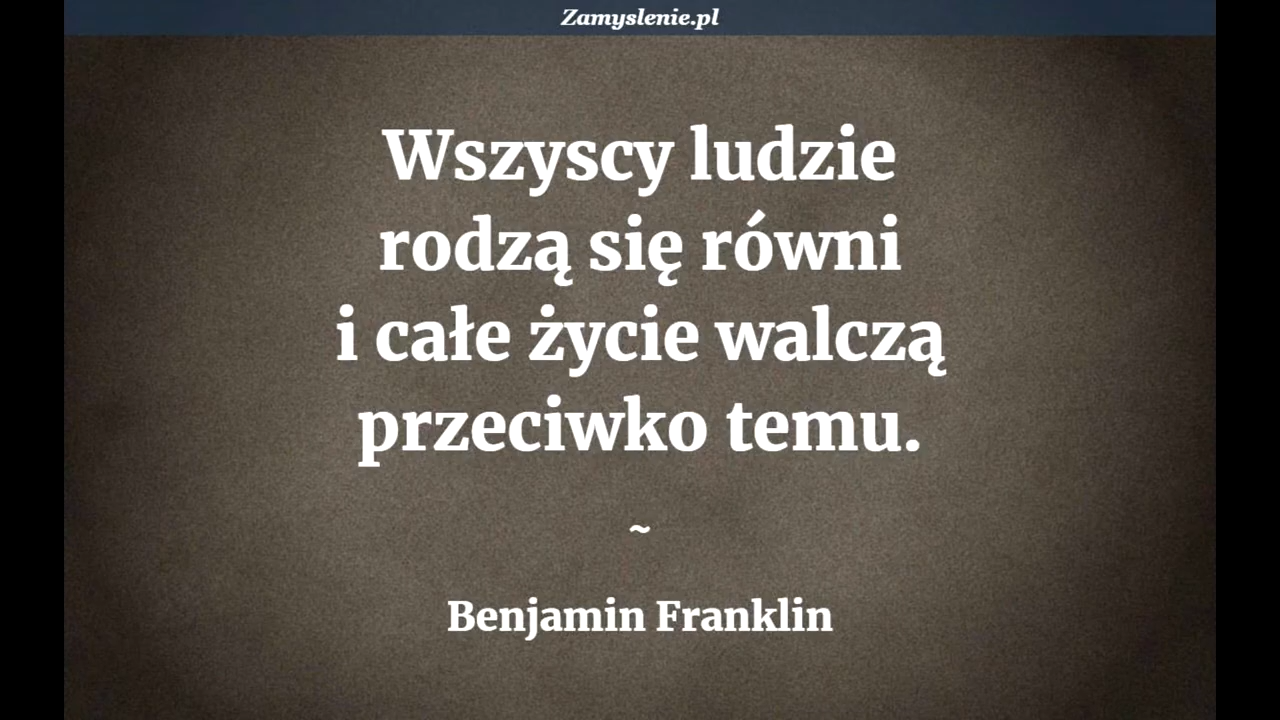 Zamyslenie.pl
Wszyscy ludzie
rodzą się równi
i całe życie walczą
przeciwko temu.
~
Benjamin Franklin